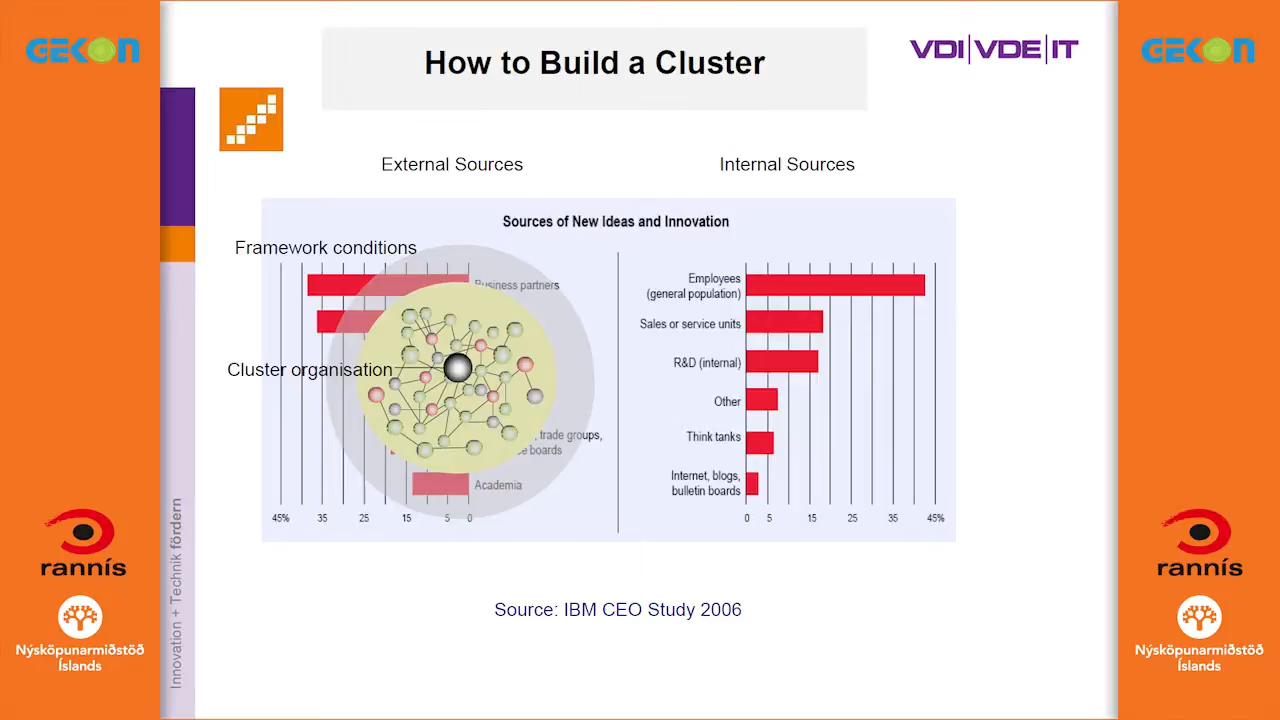 GEKON
How to Build a Cluster
VDI|VDE|IT
GEKON
External Sources
Internal Sources
Sources of New Ideas and Innovation
Framework conditions
Business partners
Cluster organisation
, trade groups,
boards
Academia
45% 35 25 15 5 0
Employees
(general population)
Sales or service units
R&D (internal)
Other
Think tanks
Internet, blogs,
bulletin boards
0 5 15 25 35 45%
Source: IBM CEO Study 2006
Innovation + Technik fördern
rannís
Nýsköpunarmiðstöð
Íslands
rannís
Nýsköpunarmiðstöð
Íslands